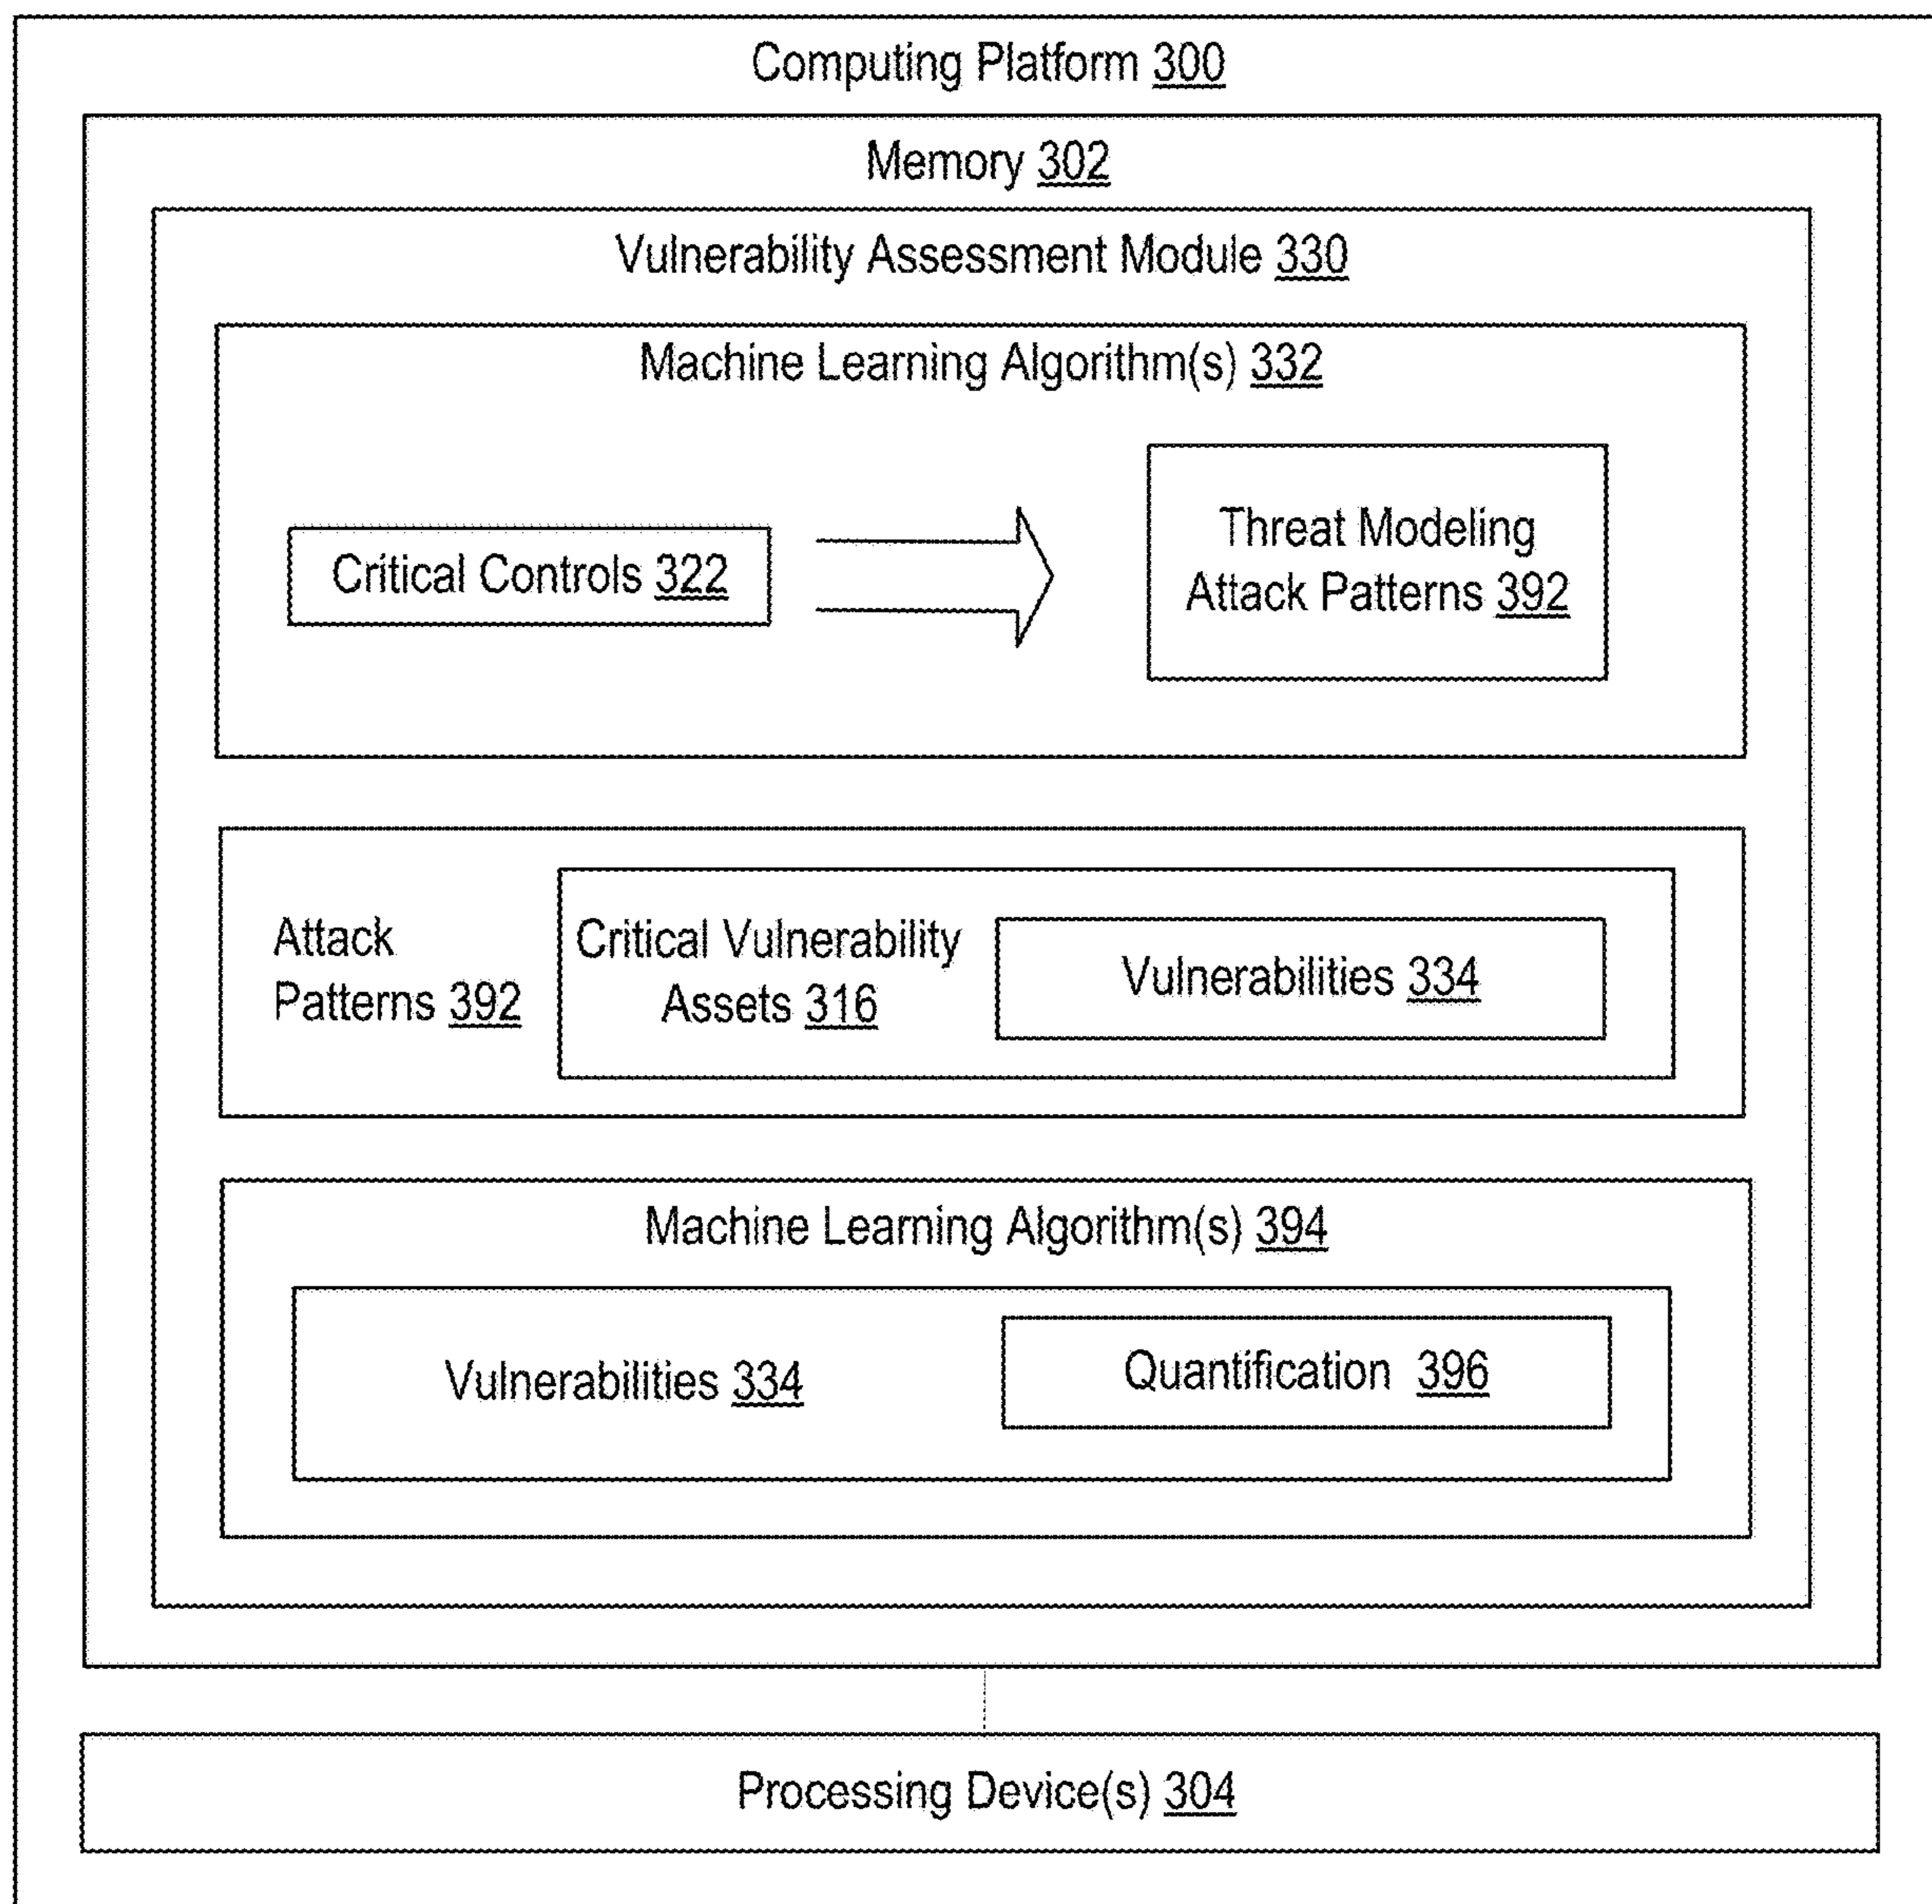 Computing Platform 300
Memory 302
Vulnerability Assessment Module 330
Machine Learning Algorithm(s) 332
Critical Controls 322
Threat Modeling
Attack Patterns 392
Attack
Patterns 392
Critical Vulnerability
Assets 316
Vulnerabilities 334
Machine Learning Algorithm(s) 394
Vulnerabilities 334
Quantification 396
Processing Device(s) 304